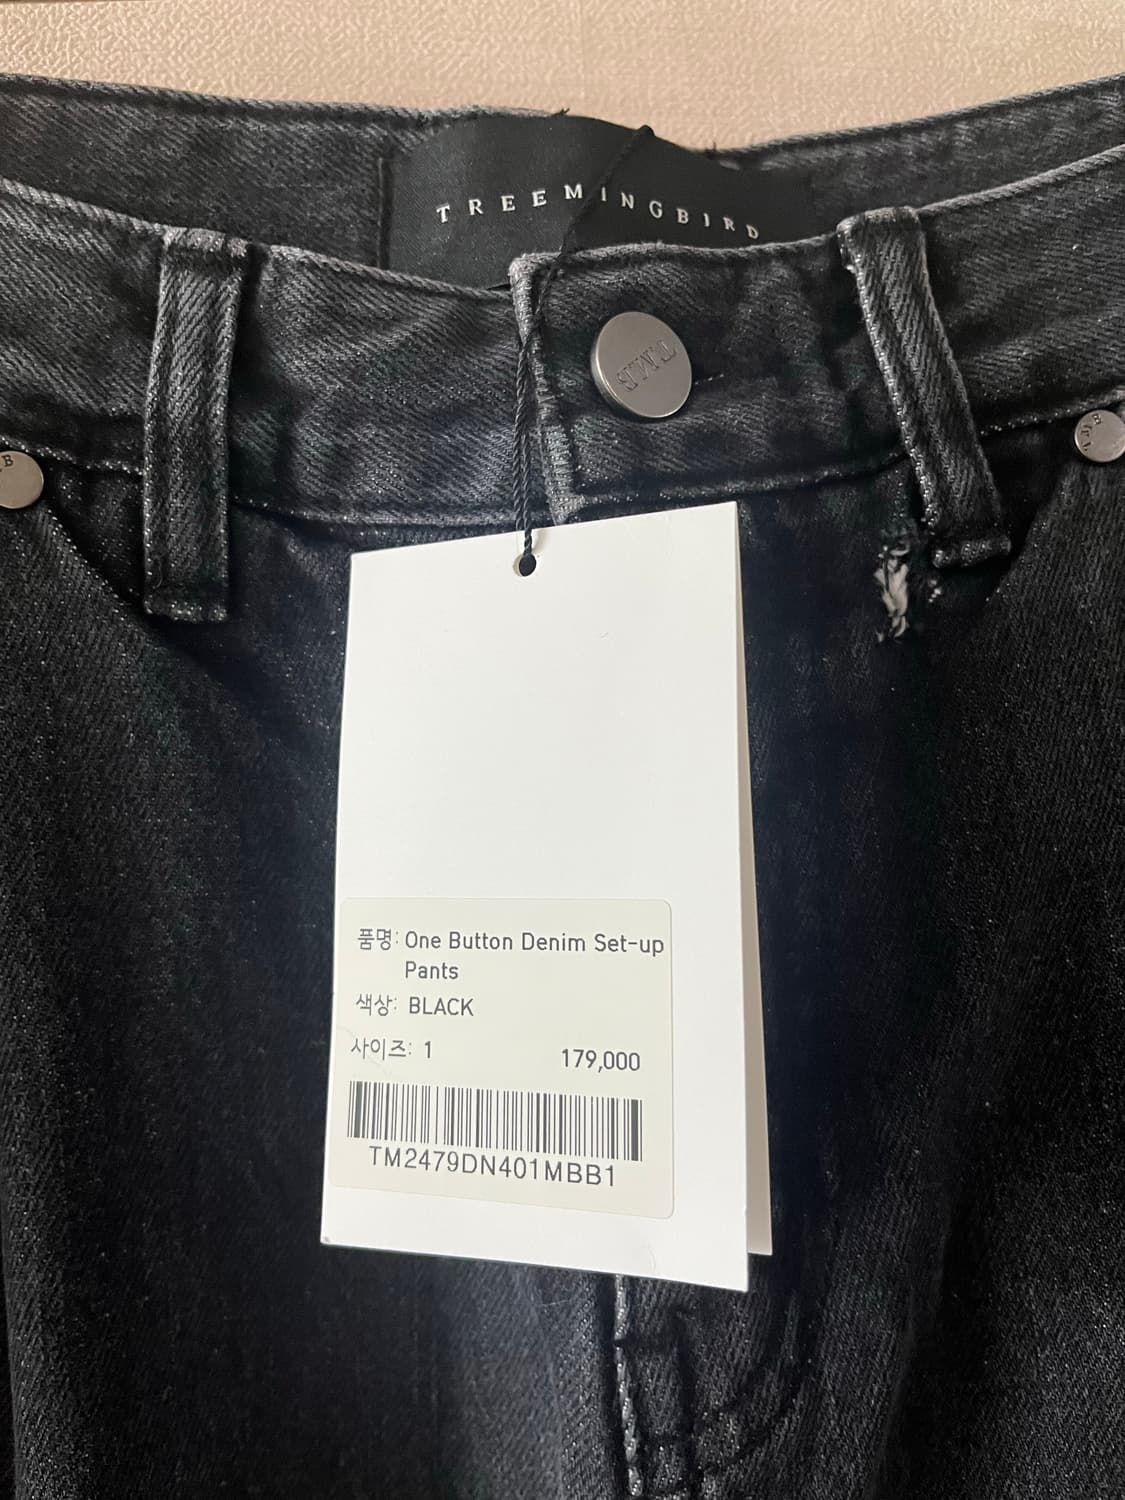 TREEMINGBIRD
TMB
품명: One Button Denim Set-up
Pants
색상: BLACK
사이즈: 1 179,000
TM2479DN401MBB1